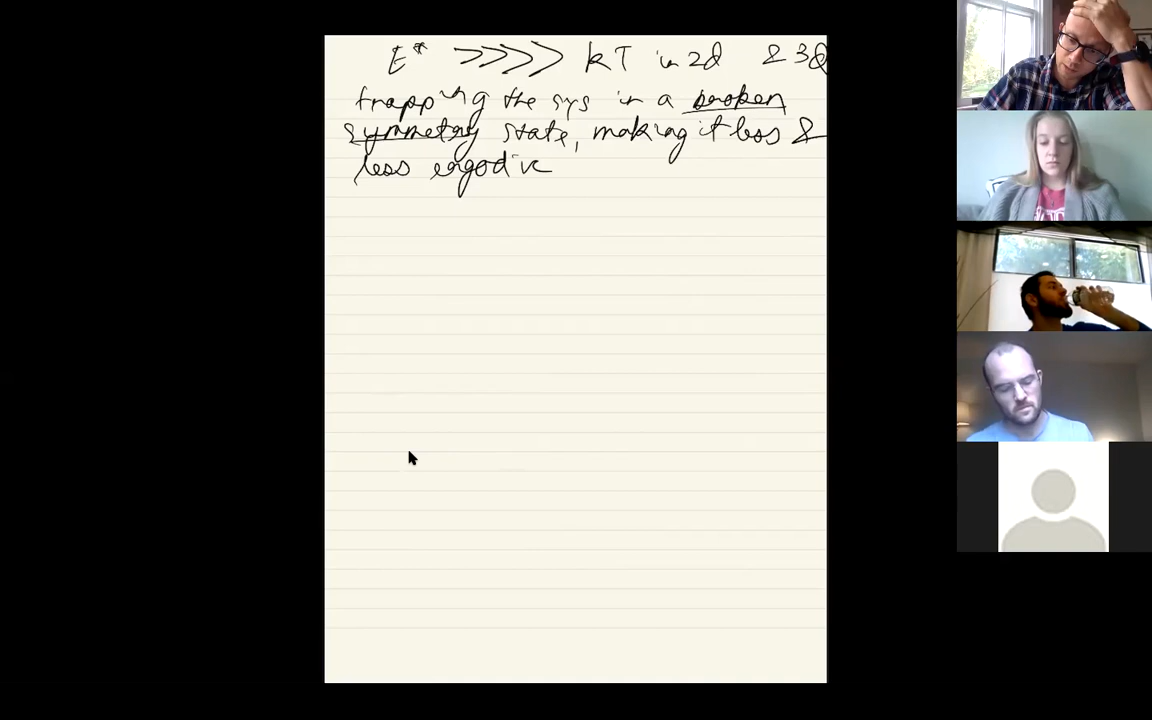 E* >>>> kT in 2d & 3d
trapping the sys in a broken
symmetry state, making it less &
less ergodic